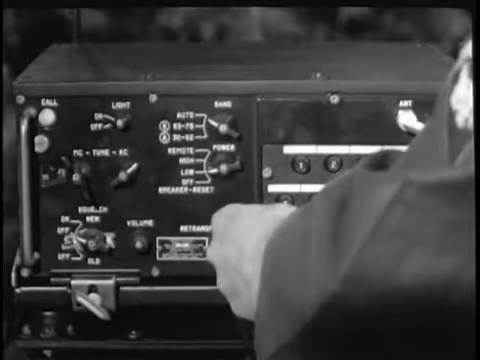 CALL
LIGHT
ON
OFF
BAND
AUTO
B 53-75
A 30-52
ANT
MC-TUNE-KC
POWER
REMOTE
HIGH
LOW
OFF
BREAKER-RESET
SQUELCH
NEW
ON
OFF
OFF
OLD
VOLUME
RETRANS